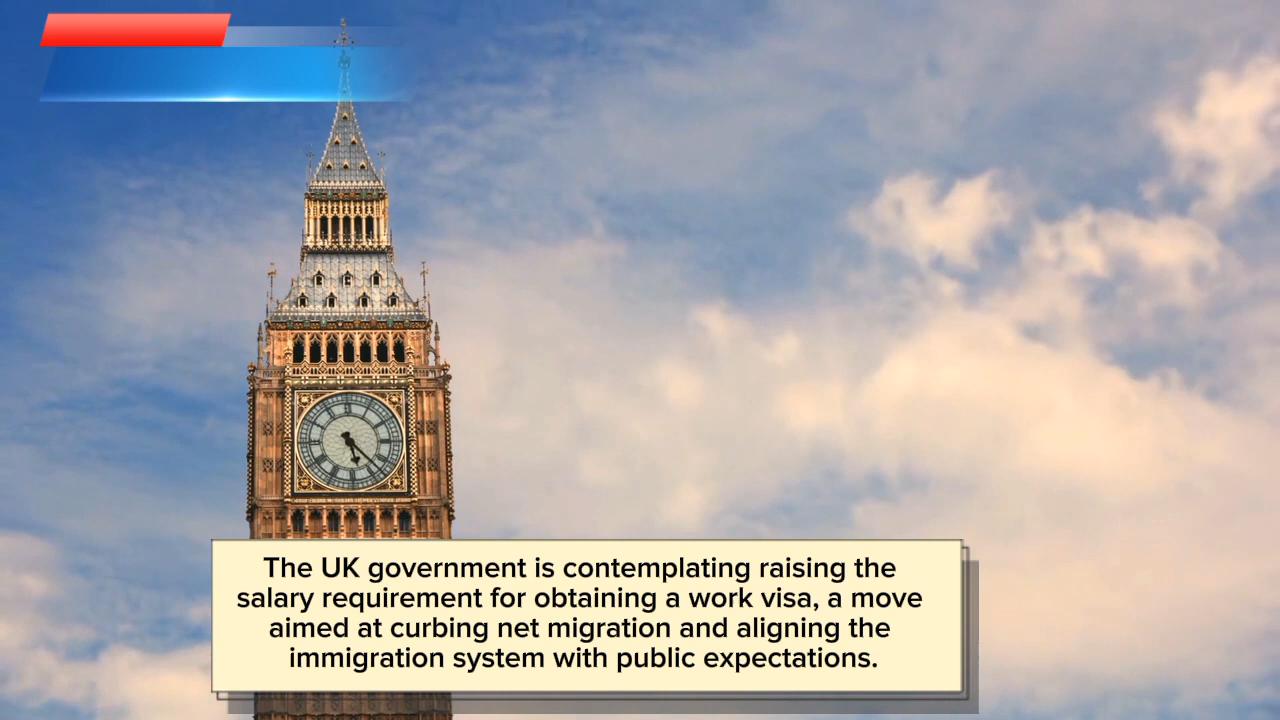 The UK government is contemplating raising the
salary requirement for obtaining a work visa, a move
aimed at curbing net migration and aligning the
immigration system with public expectations.